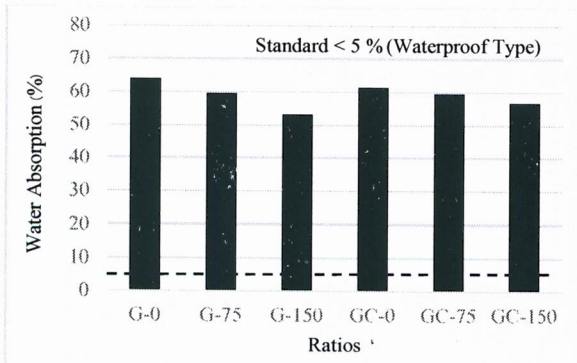 80
Standard < 5 % (Waterproof Type)
70
60
50
40
30
20
10
0
Water Absorption (%)
G-0 G-75 G-150 GC-0 GC-75 GC-150
Ratios